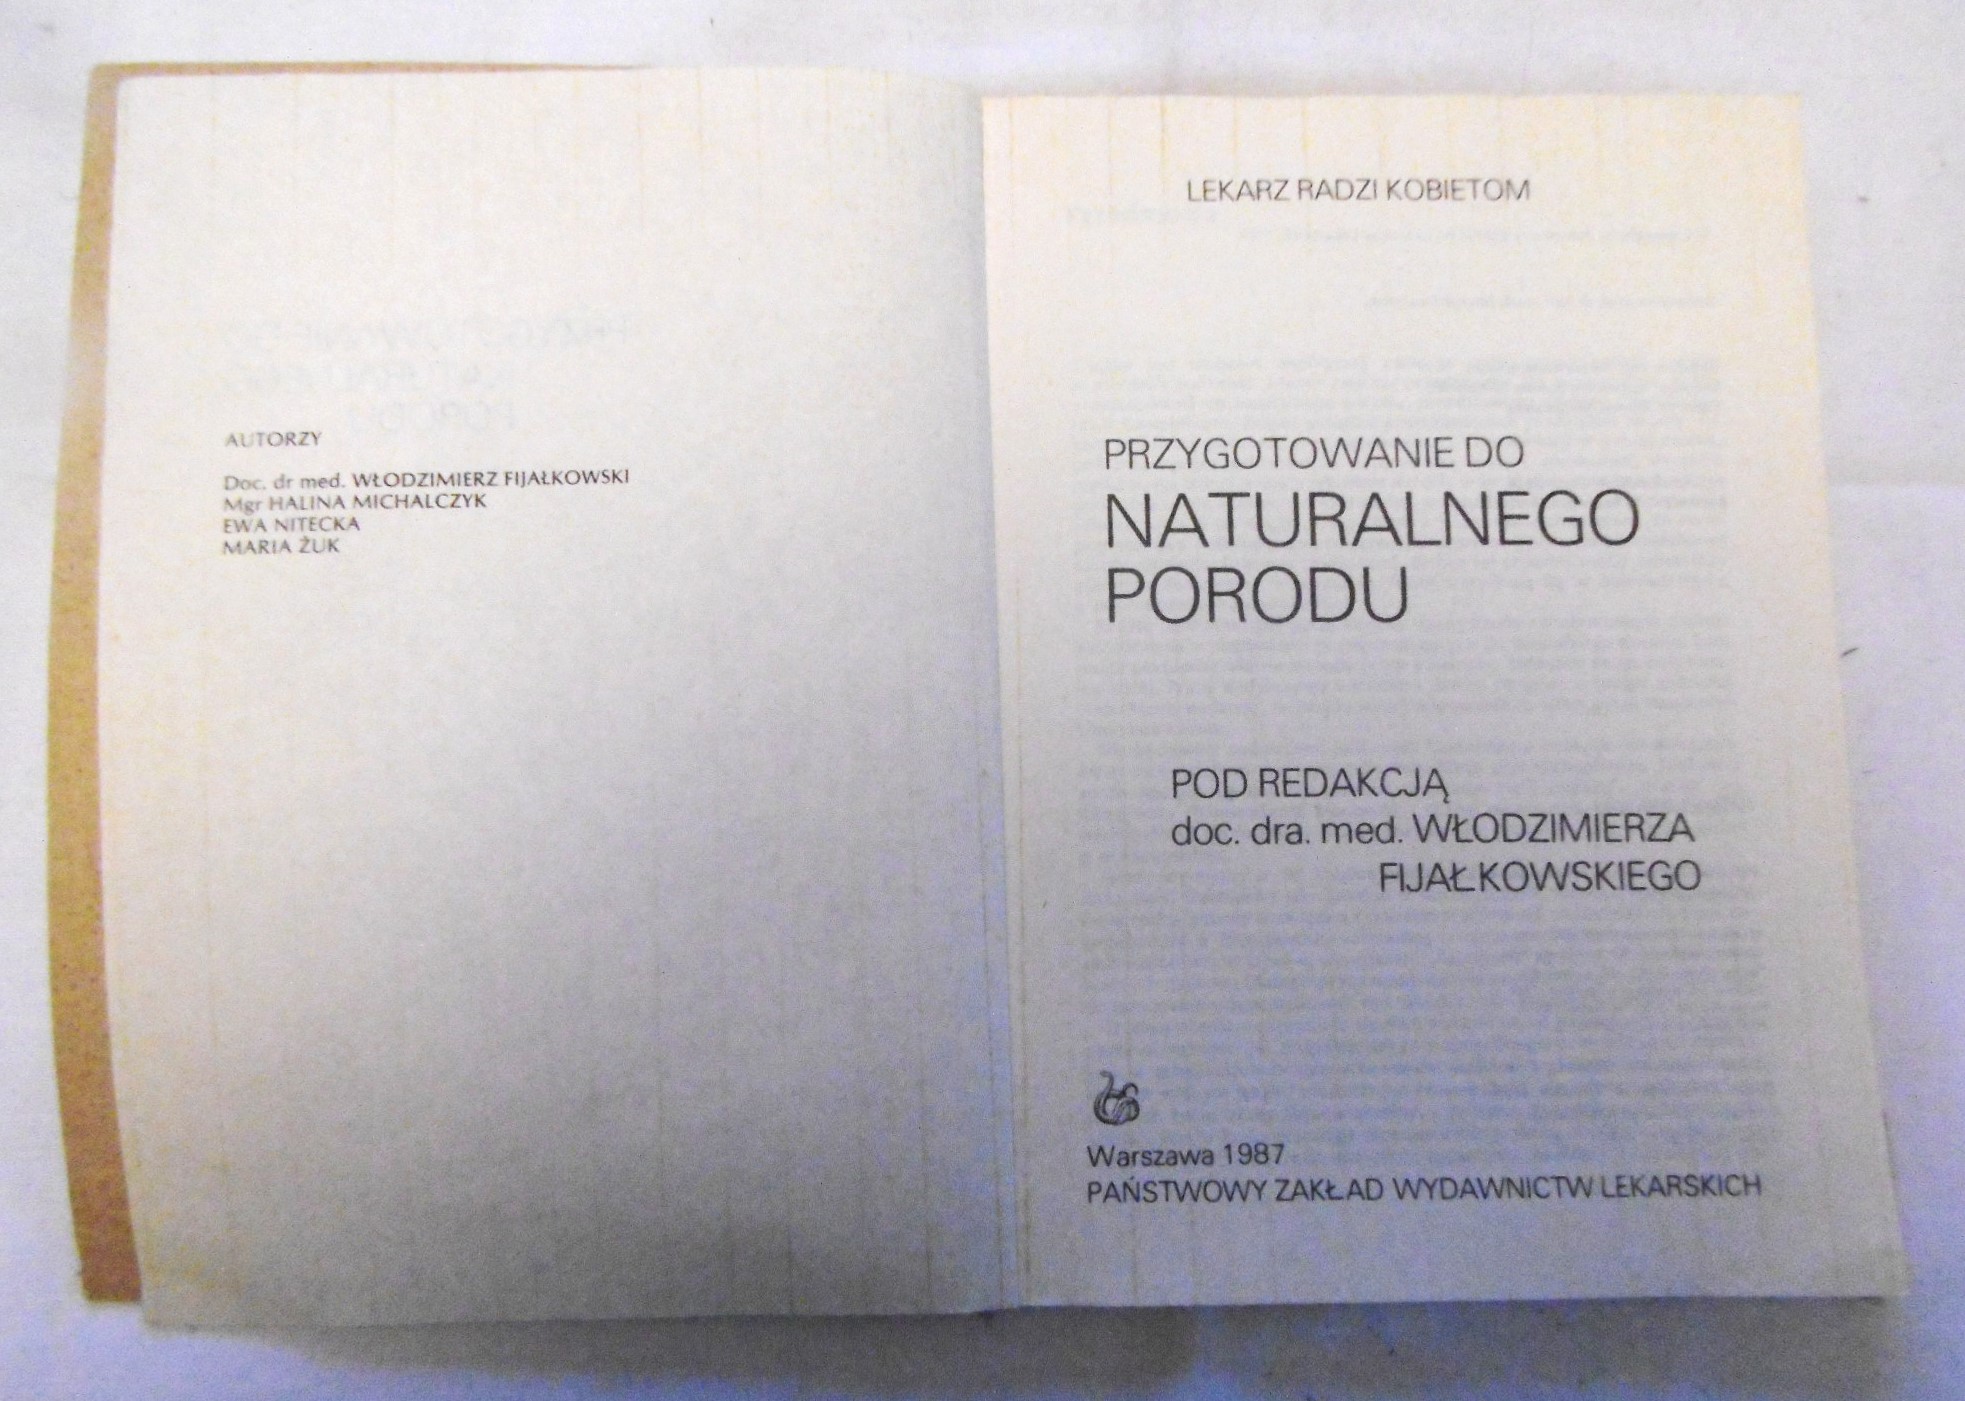 AUTORZY
Doc. dr med. WŁODZIMIERZ FIJAŁKOWSKI
Mgr HALINA MICHALCZYK
EWA NITECKA
MARIA ŻUK
LEKARZ RADZI KOBIETOM
PRZYGOTOWANIE DO
NATURALNEGO
PORODU
POD REDAKCJĄ
doc. dra. med. WŁODZIMIERZA
FIJAŁKOWSKIEGO
Warszawa 1987
PAŃSTWOWY ZAKŁAD WYDAWNICTW LEKARSKICH